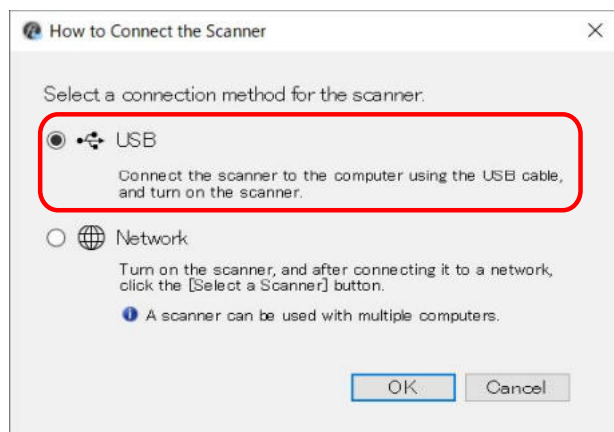 How to Connect the Scanner
Select a connection method for the scanner.
USB
Connect the scanner to the computer using the USB cable,
and turn on the scanner.
Network
Turn on the scanner, and after connecting it to a network,
click the [Select a Scanner] button.
A scanner can be used with multiple computers.
OK Cancel